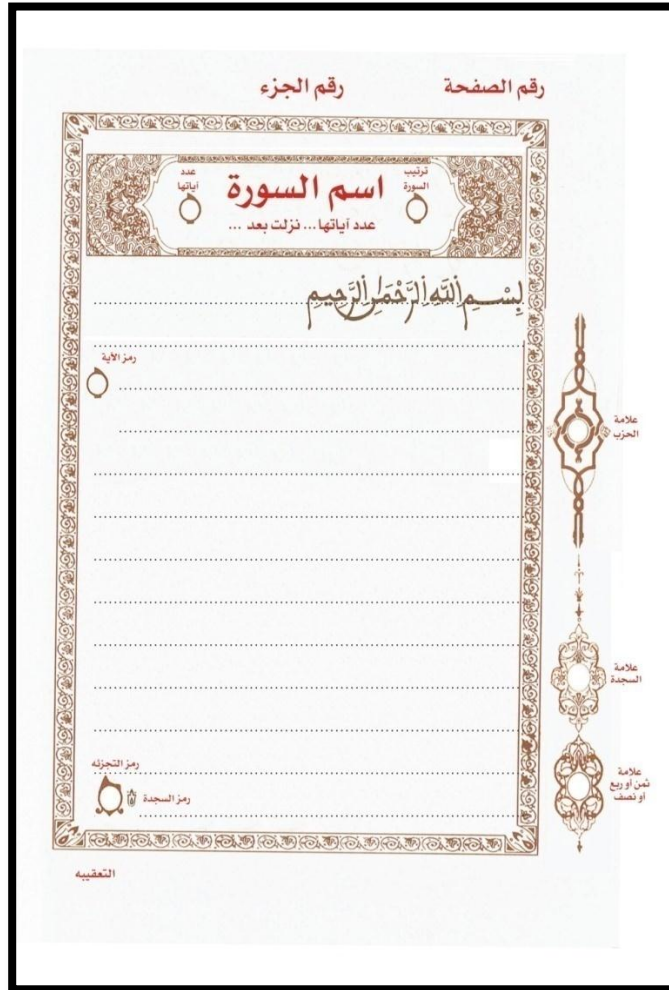 رقم الصفحة
رقم الجزء
ترتيب
السورة
اسم السورة
عدد
آياتها
عدد آياتها... نزلت بعد ...
بِسْمِ اللَّهِ الرَّحْمَٰنِ الرَّحِيمِ
رمز الآية
علامة
الحزب
علامة
السجدة
علامة
ثمن أو ربع
أو نصف
رمز التجزئه
رمز السجدة
التعقيبه